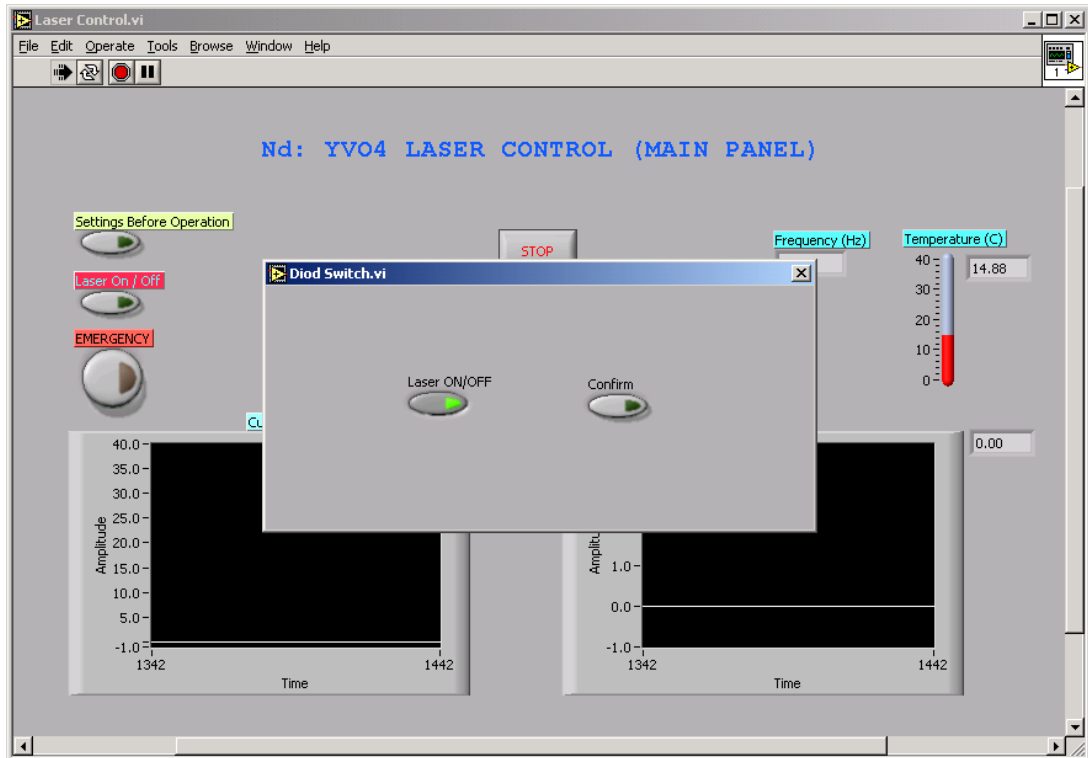 Laser Control.vi
File Edit Operate Tools Browse Window Help
1
Nd: YVO4 LASER CONTROL (MAIN PANEL)
Settings Before Operation
STOP
Frequency (Hz)
Temperature (C)
40
30
20
10
0
14.88
Laser On / Off
EMERGENCY
Diod Switch.vi
Laser ON/OFF
Confirm
40.0
35.0
30.0
25.0
20.0
15.0
10.0
5.0
-1.0
Amplitude
1342
1442
Time
0.00
1.0
0.0
-1.0
1342
1442
Time